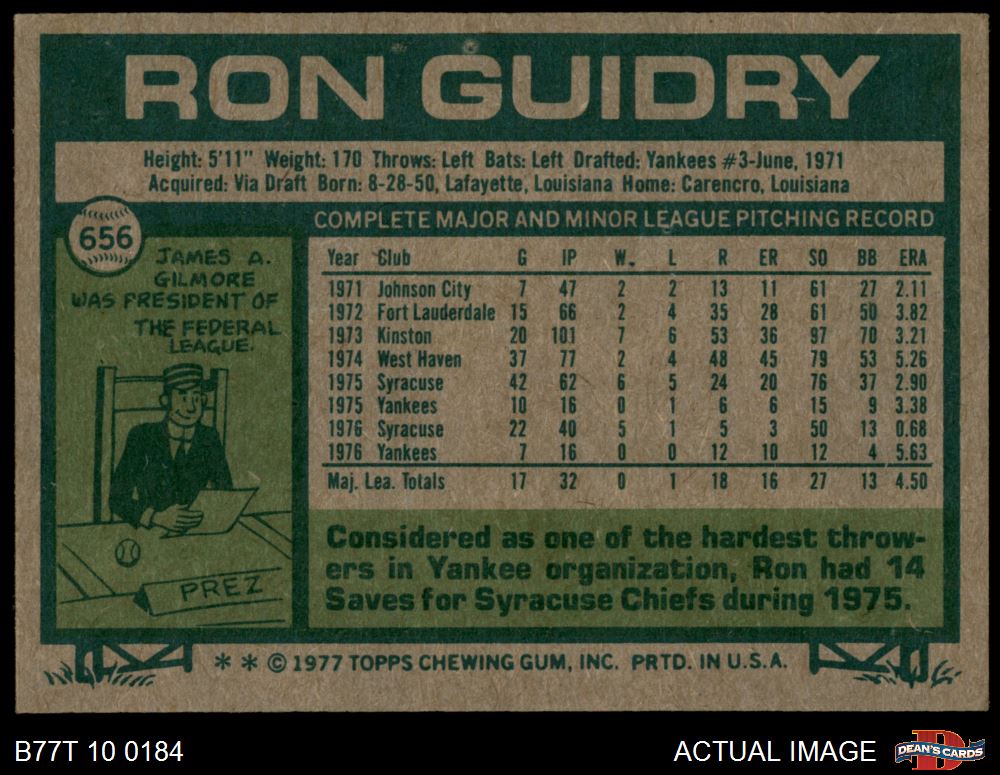 RON GUIDRY
Height: 5'11" Weight: 170 Throws: Left Bats: Left Drafted: Yankees #3-June, 1971
Acquired: Via Draft Born: 8-28-50, Lafayette, Louisiana Home: Carencro, Louisiana
656
JAMES A.
GILMORE
WAS PRESIDENT OF
THE FEDERAL
LEAGUE.
PREZ
COMPLETE MAJOR AND MINOR LEAGUE PITCHING RECORD
Year Club G IP W. L R ER SO BB ERA
1971 Johnson City 7 47 2 2 13 11 61 27 2.11
1972 Fort Lauderdale 15 66 2 4 35 28 61 50 3.82
1973 Kinston 20 101 7 6 53 36 97 70 3.21
1974 West Haven 37 77 2 4 48 45 79 53 5.26
1975 Syracuse 42 62 6 5 24 20 76 37 2.90
1975 Yankees 10 16 0 1 6 6 15 9 3.38
1976 Syracuse 22 40 5 1 5 3 50 13 0.68
1976 Yankees 7 16 0 0 12 10 12 4 5.63
Maj. Lea. Totals 17 32 0 1 18 16 27 13 4.50
Considered as one of the hardest throw-
ers in Yankee organization, Ron had 14
Saves for Syracuse Chiefs during 1975.
* * © 1977 TOPPS CHEWING GUM, INC. PRTD. IN U.S.A.
B77T 10 0184
ACTUAL IMAGE
DEAN'S CARDS